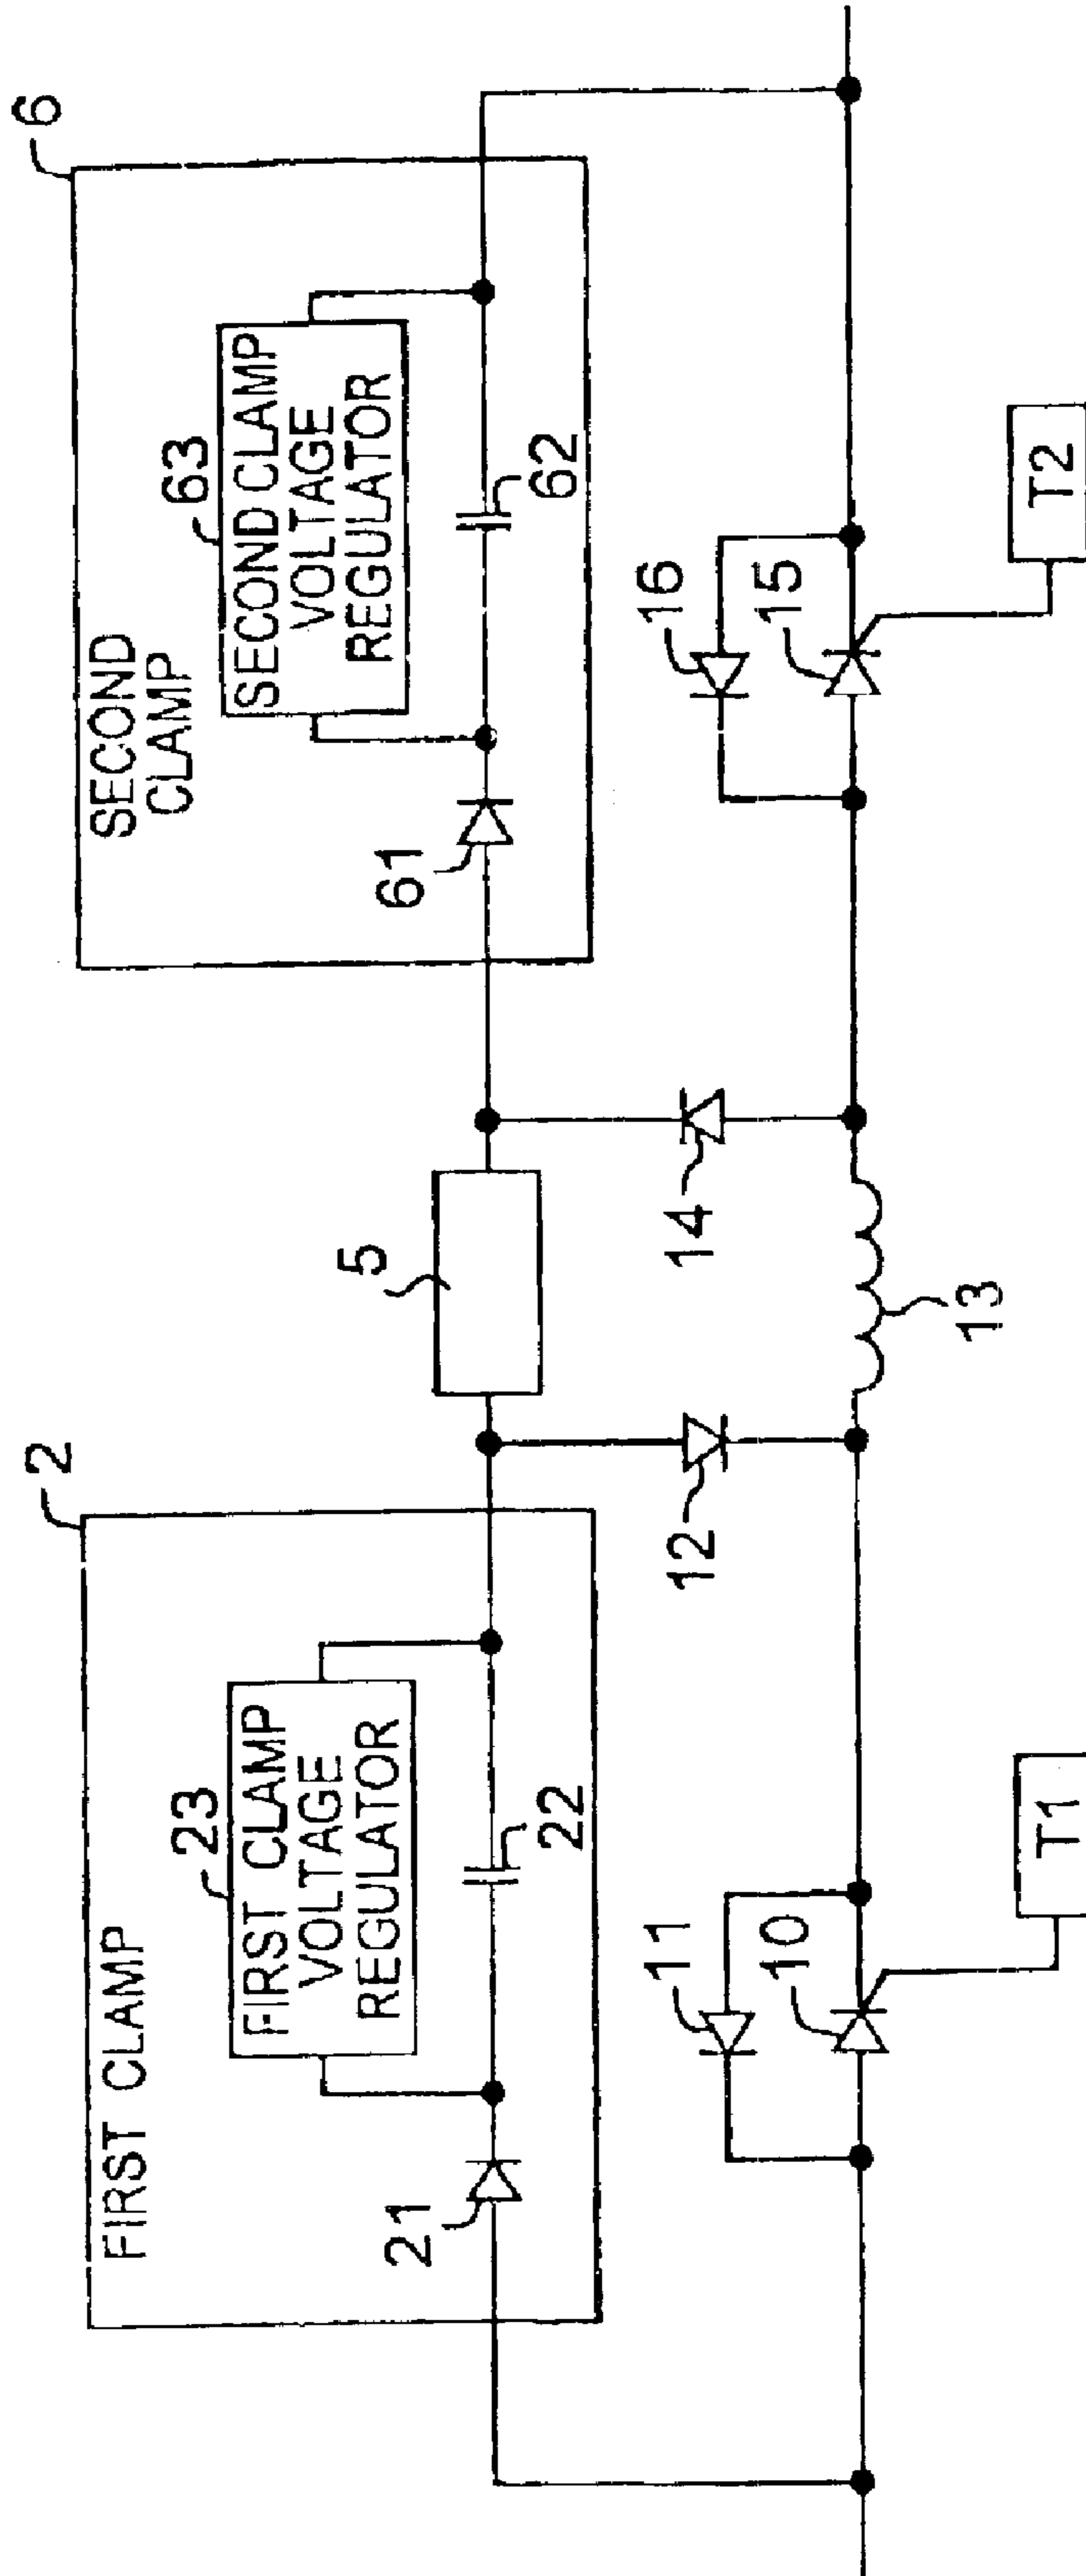 FIRST CLAMP
2
23
FIRST CLAMP
VOLTAGE
REGULATOR
21
22
5
SECOND
CLAMP
6
63
SECOND CLAMP
VOLTAGE
REGULATOR
61
62
11
10
12
13
14
16
15
T1
T2